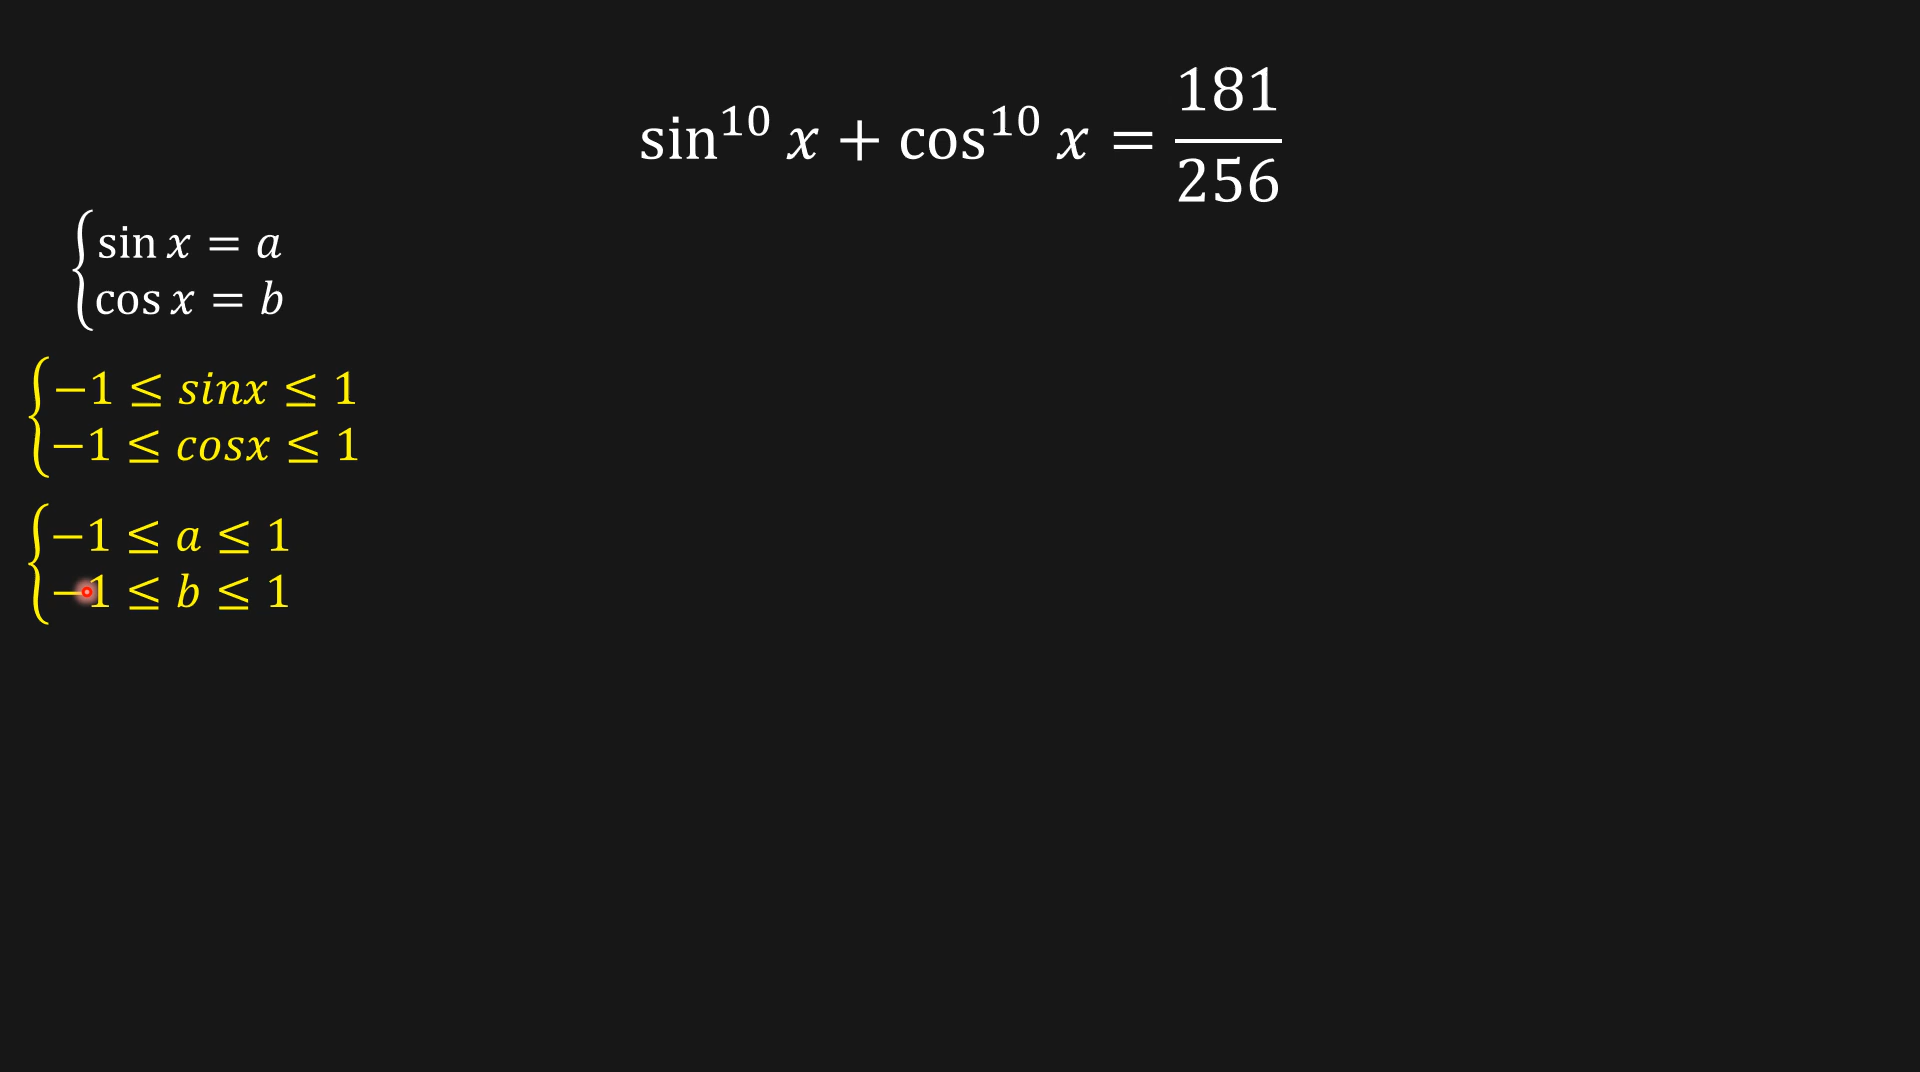 sin¹⁰ x + cos¹⁰ x = 181/256
sin x = a
cos x = b
−1 ≤ sinx ≤ 1
−1 ≤ cosx ≤ 1
−1 ≤ a ≤ 1
−1 ≤ b ≤ 1